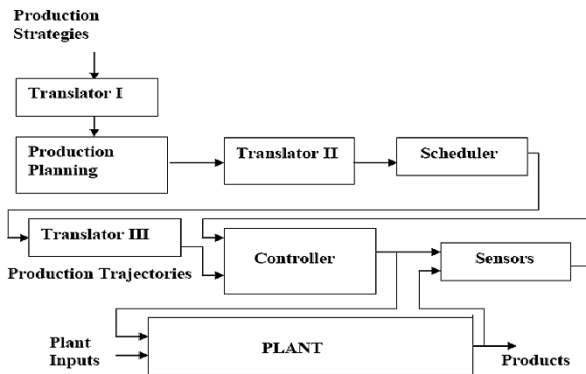 Production
Strategies
Translator I
Production
Planning
Translator II
Scheduler
Translator III
Production Trajectories
Controller
Sensors
Plant
Inputs
PLANT
Products